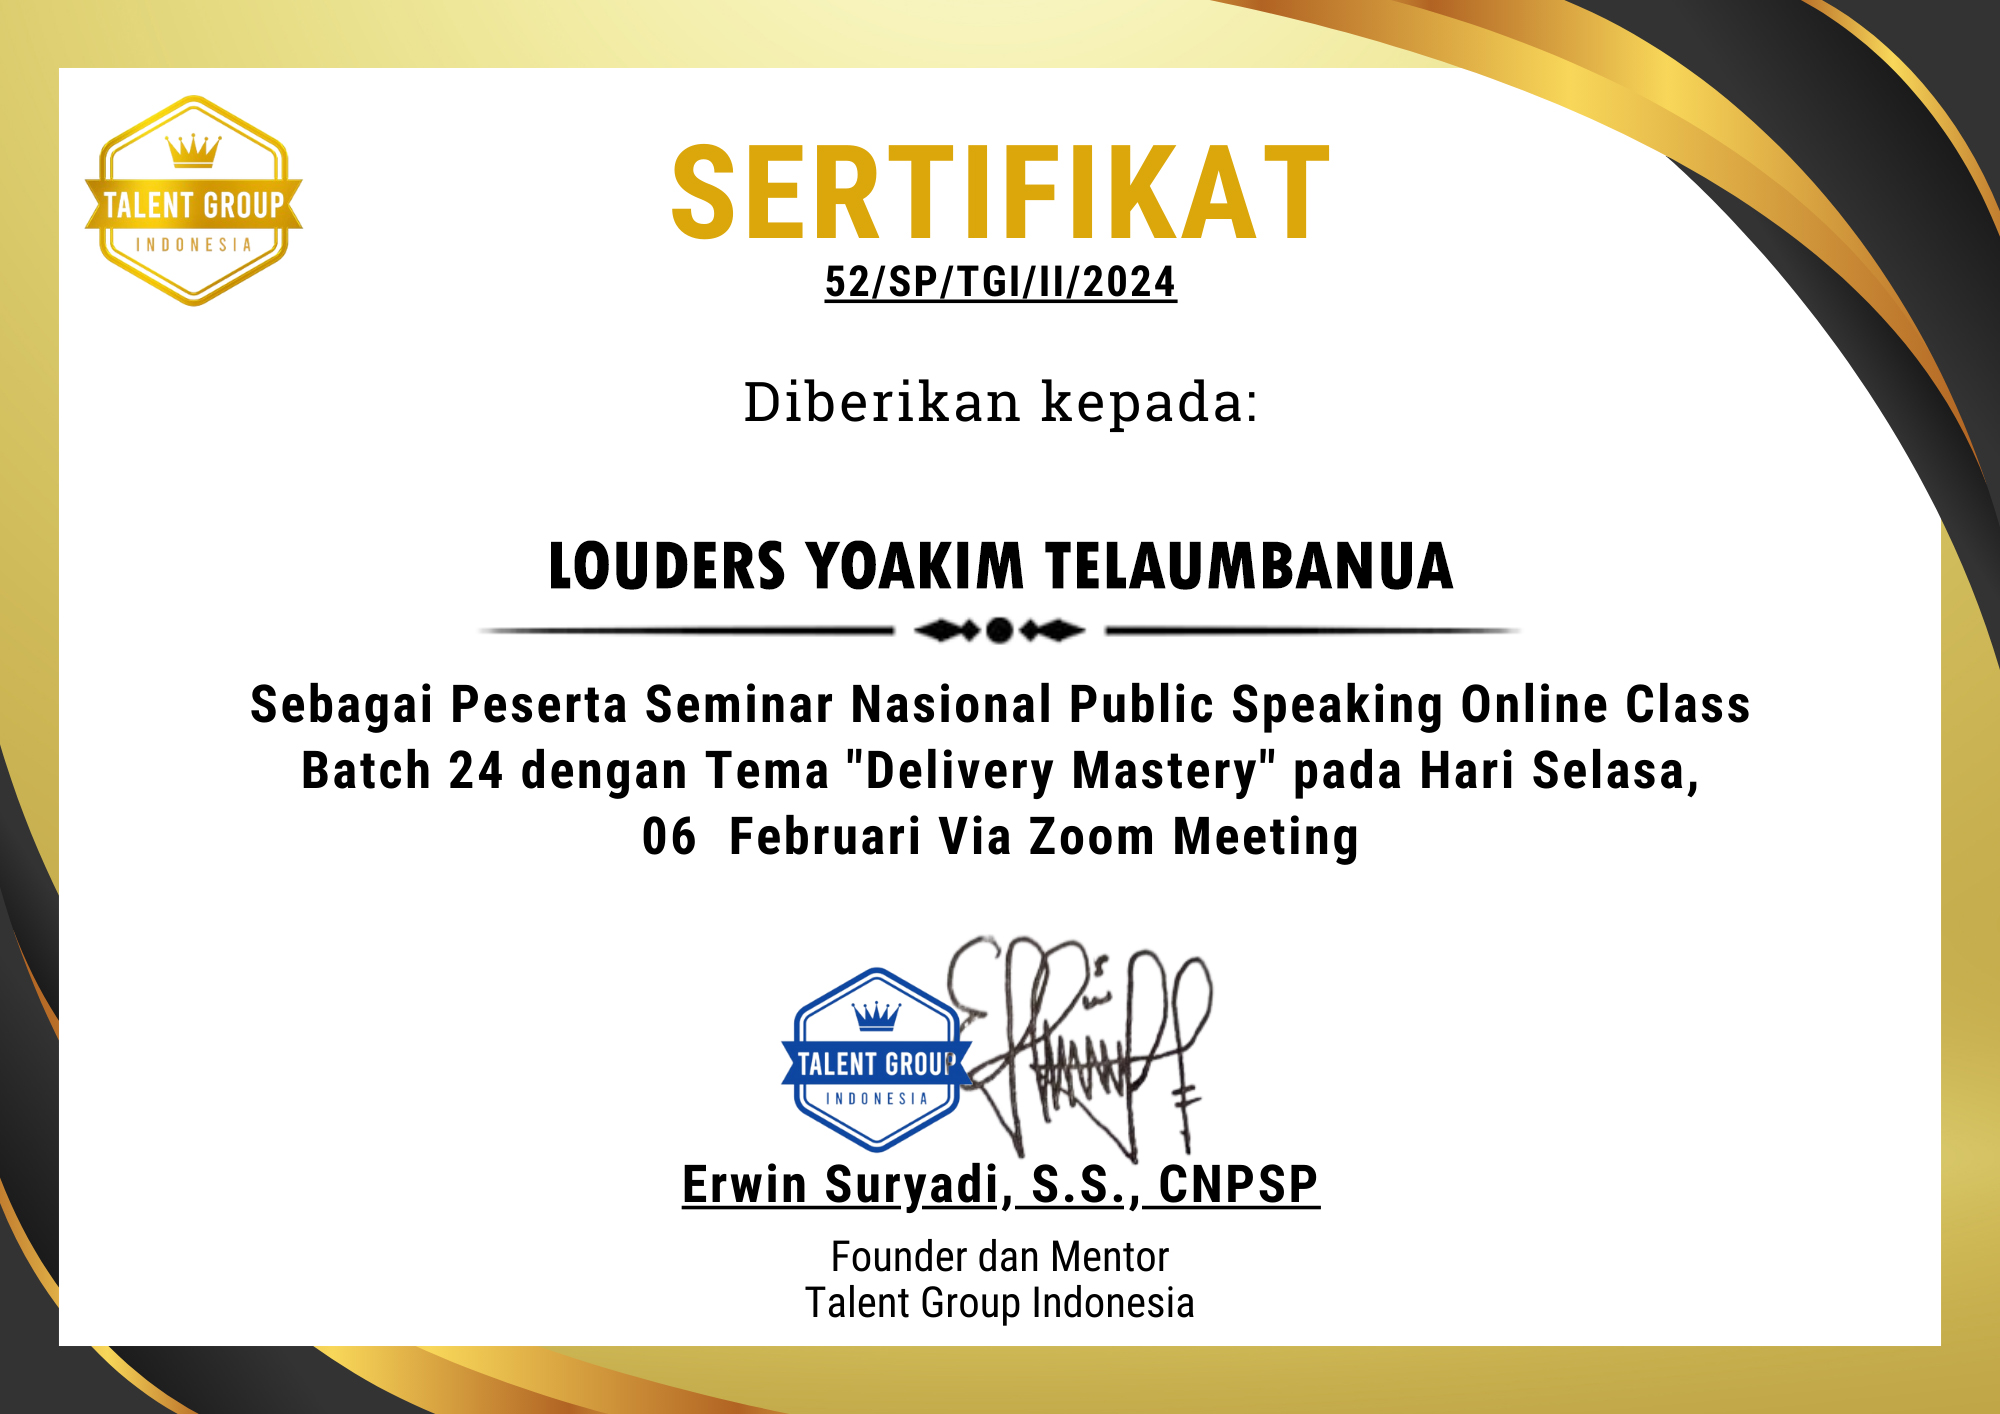 TALENT GROUP
INDONESIA
SERTIFIKAT
52/SP/TGI/II/2024
Diberikan kepada:
LOUDERS YOAKIM TELAUMBANUA
Sebagai Peserta Seminar Nasional Public Speaking Online Class
Batch 24 dengan Tema "Delivery Mastery" pada Hari Selasa,
06  Februari Via Zoom Meeting
TALENT GROUP
INDONESIA
Erwin Suryadi, S.S., CNPSP
Founder dan Mentor
Talent Group Indonesia